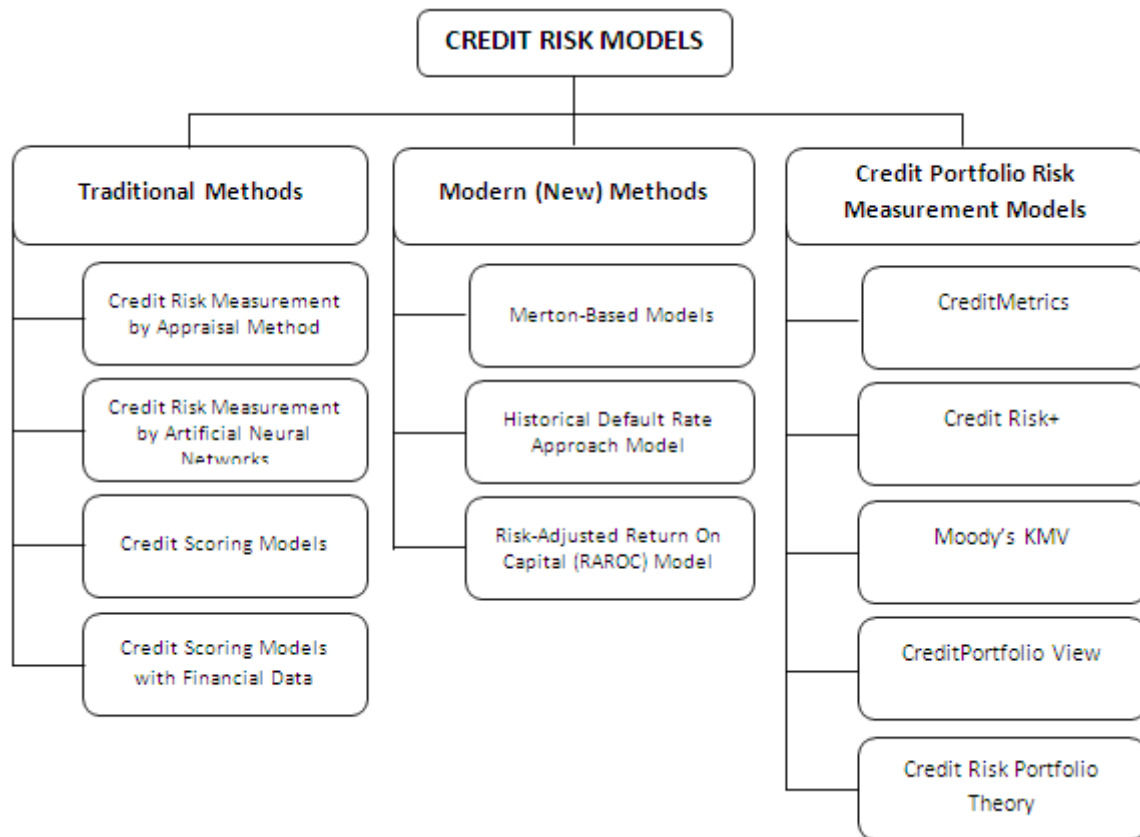 CREDIT RISK MODELS
Traditional Methods
Credit Risk Measurement
by Appraisal Method
Credit Risk Measurement
by Artificial Neural
Networks
Credit Scoring Models
Credit Scoring Models
with Financial Data
Modern (New) Methods
Merton-Based Models
Historical Default Rate
Approach Model
Risk-Adjusted Return On
Capital (RAROC) Model
Credit Portfolio Risk
Measurement Models
CreditMetrics
Credit Risk+
Moody's KMV
CreditPortfolio View
Credit Risk Portfolio
Theory